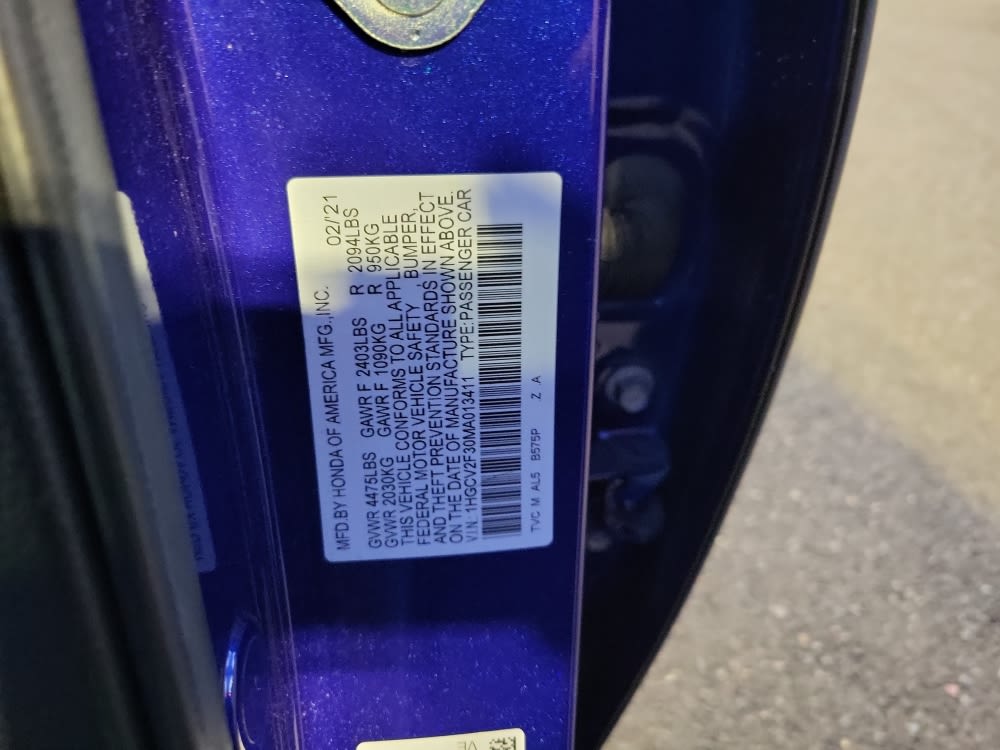 MFD.BY HONDA OF AMERICA MFG.,INC. 02/'21
GVWR 4475LBS GAWR F 2403LBS R 2094LBS
GVWR 2030KG GAWR F 1090KG R 950KG
THIS VEHICLE CONFORMS TO ALL APPLICABLE
FEDERAL MOTOR VEHICLE SAFETY , BUMPER,
AND THEFT PREVENTION STANDARDS IN EFFECT
ON THE DATE OF MANUFACTURE SHOWN ABOVE.
V.I.N. 1HGCV2F30MA013411 TYPE: PASSENGER CAR
TVC M AL5 B575P Z A